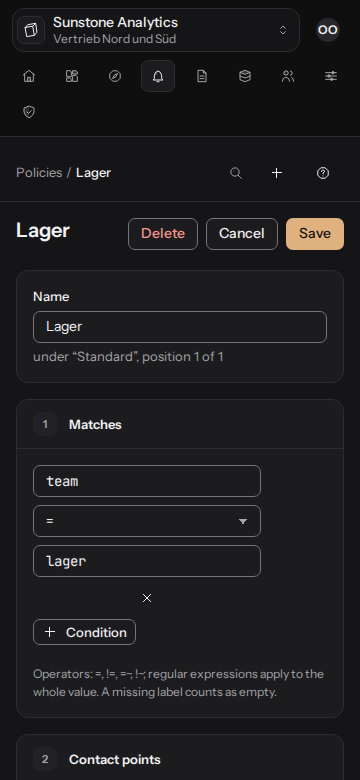 Sunstone Analytics
Vertrieb Nord und Süd
OO
Policies / Lager
Lager
Delete
Cancel
Save
Name
Lager
under “Standard”, position 1 of 1
1 Matches
team
=
lager
Condition
Operators: =, !=, =~, !~; regular expressions apply to the
whole value. A missing label counts as empty.
2 Contact points